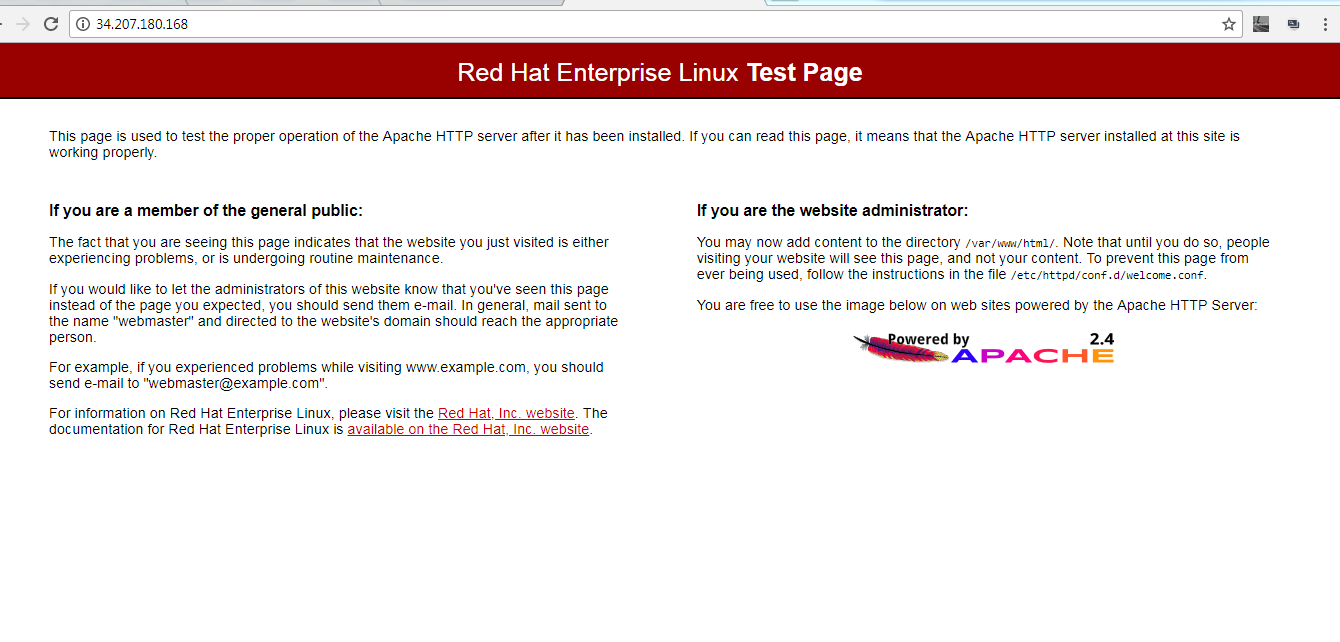 34.207.180.168
Red Hat Enterprise Linux Test Page
This page is used to test the proper operation of the Apache HTTP server after it has been installed. If you can read this page, it means that the Apache HTTP server installed at this site is
working properly.
If you are a member of the general public:
The fact that you are seeing this page indicates that the website you just visited is either
experiencing problems, or is undergoing routine maintenance.
If you would like to let the administrators of this website know that you've seen this page
instead of the page you expected, you should send them e-mail. In general, mail sent to
the name "webmaster" and directed to the website's domain should reach the appropriate
person.
For example, if you experienced problems while visiting www.example.com, you should
send e-mail to "webmaster@example.com".
For information on Red Hat Enterprise Linux, please visit the Red Hat, Inc. website. The
documentation for Red Hat Enterprise Linux is available on the Red Hat, Inc. website.
If you are the website administrator:
You may now add content to the directory /var/www/html/. Note that until you do so, people
visiting your website will see this page, and not your content. To prevent this page from
ever being used, follow the instructions in the file /etc/httpd/conf.d/welcome.conf.
You are free to use the image below on web sites powered by the Apache HTTP Server:
Powered by 2.4
APACHE